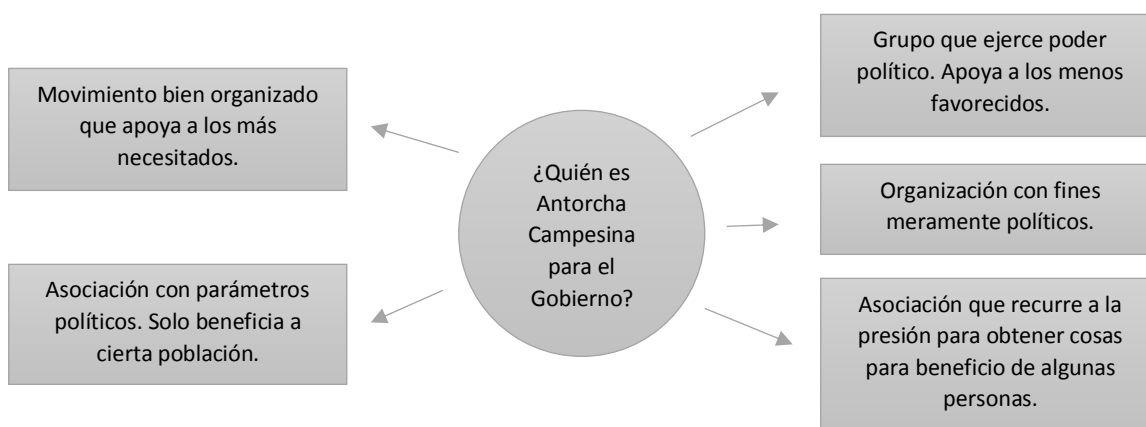 Movimiento bien organizado
que apoya a los más
necesitados.
Asociación con parámetros
políticos. Solo beneficia a
cierta población.
¿Quién es
Antorcha
Campesina
para el
Gobierno?
Grupo que ejerce poder
político. Apoya a los menos
favorecidos.
Organización con fines
meramente políticos.
Asociación que recurre a la
presión para obtener cosas
para beneficio de algunas
personas.